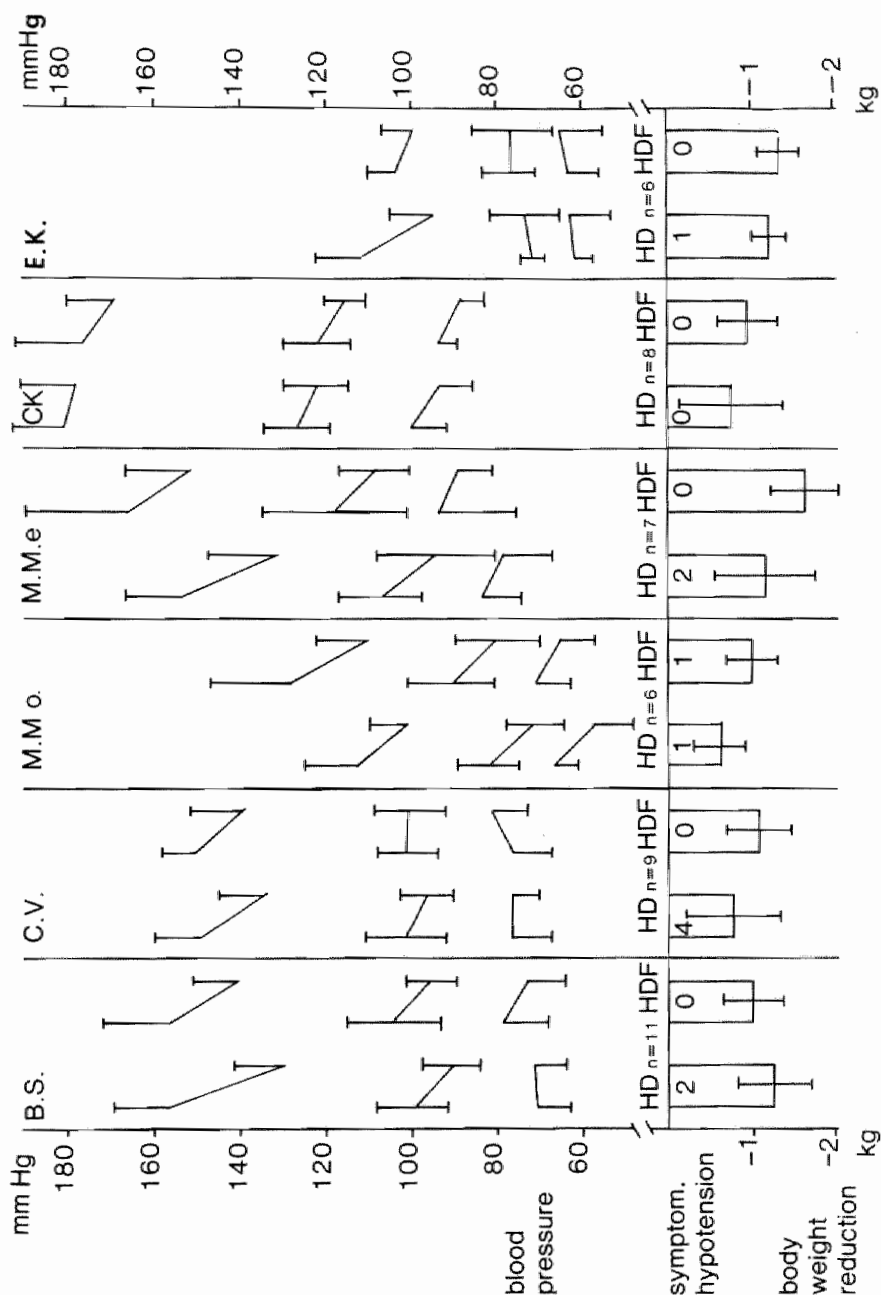 mm Hg
B.S.
C.V.
M.M o.
M.M.e
CK
E.K.
mmHg
180
180
160
160
140
140
120
120
100
100
80
80
60
60
blood
pressure
HD n=11 HDF
HD n=9 HDF
HD n=6 HDF
HD n=7 HDF
HD n=8 HDF
HD n=6 HDF
symptom.
hypotension
2 0 4 0 1 1 2 0 0 0 1 0
-1
-1
body
weight
reduction
-2
-2
kg
kg